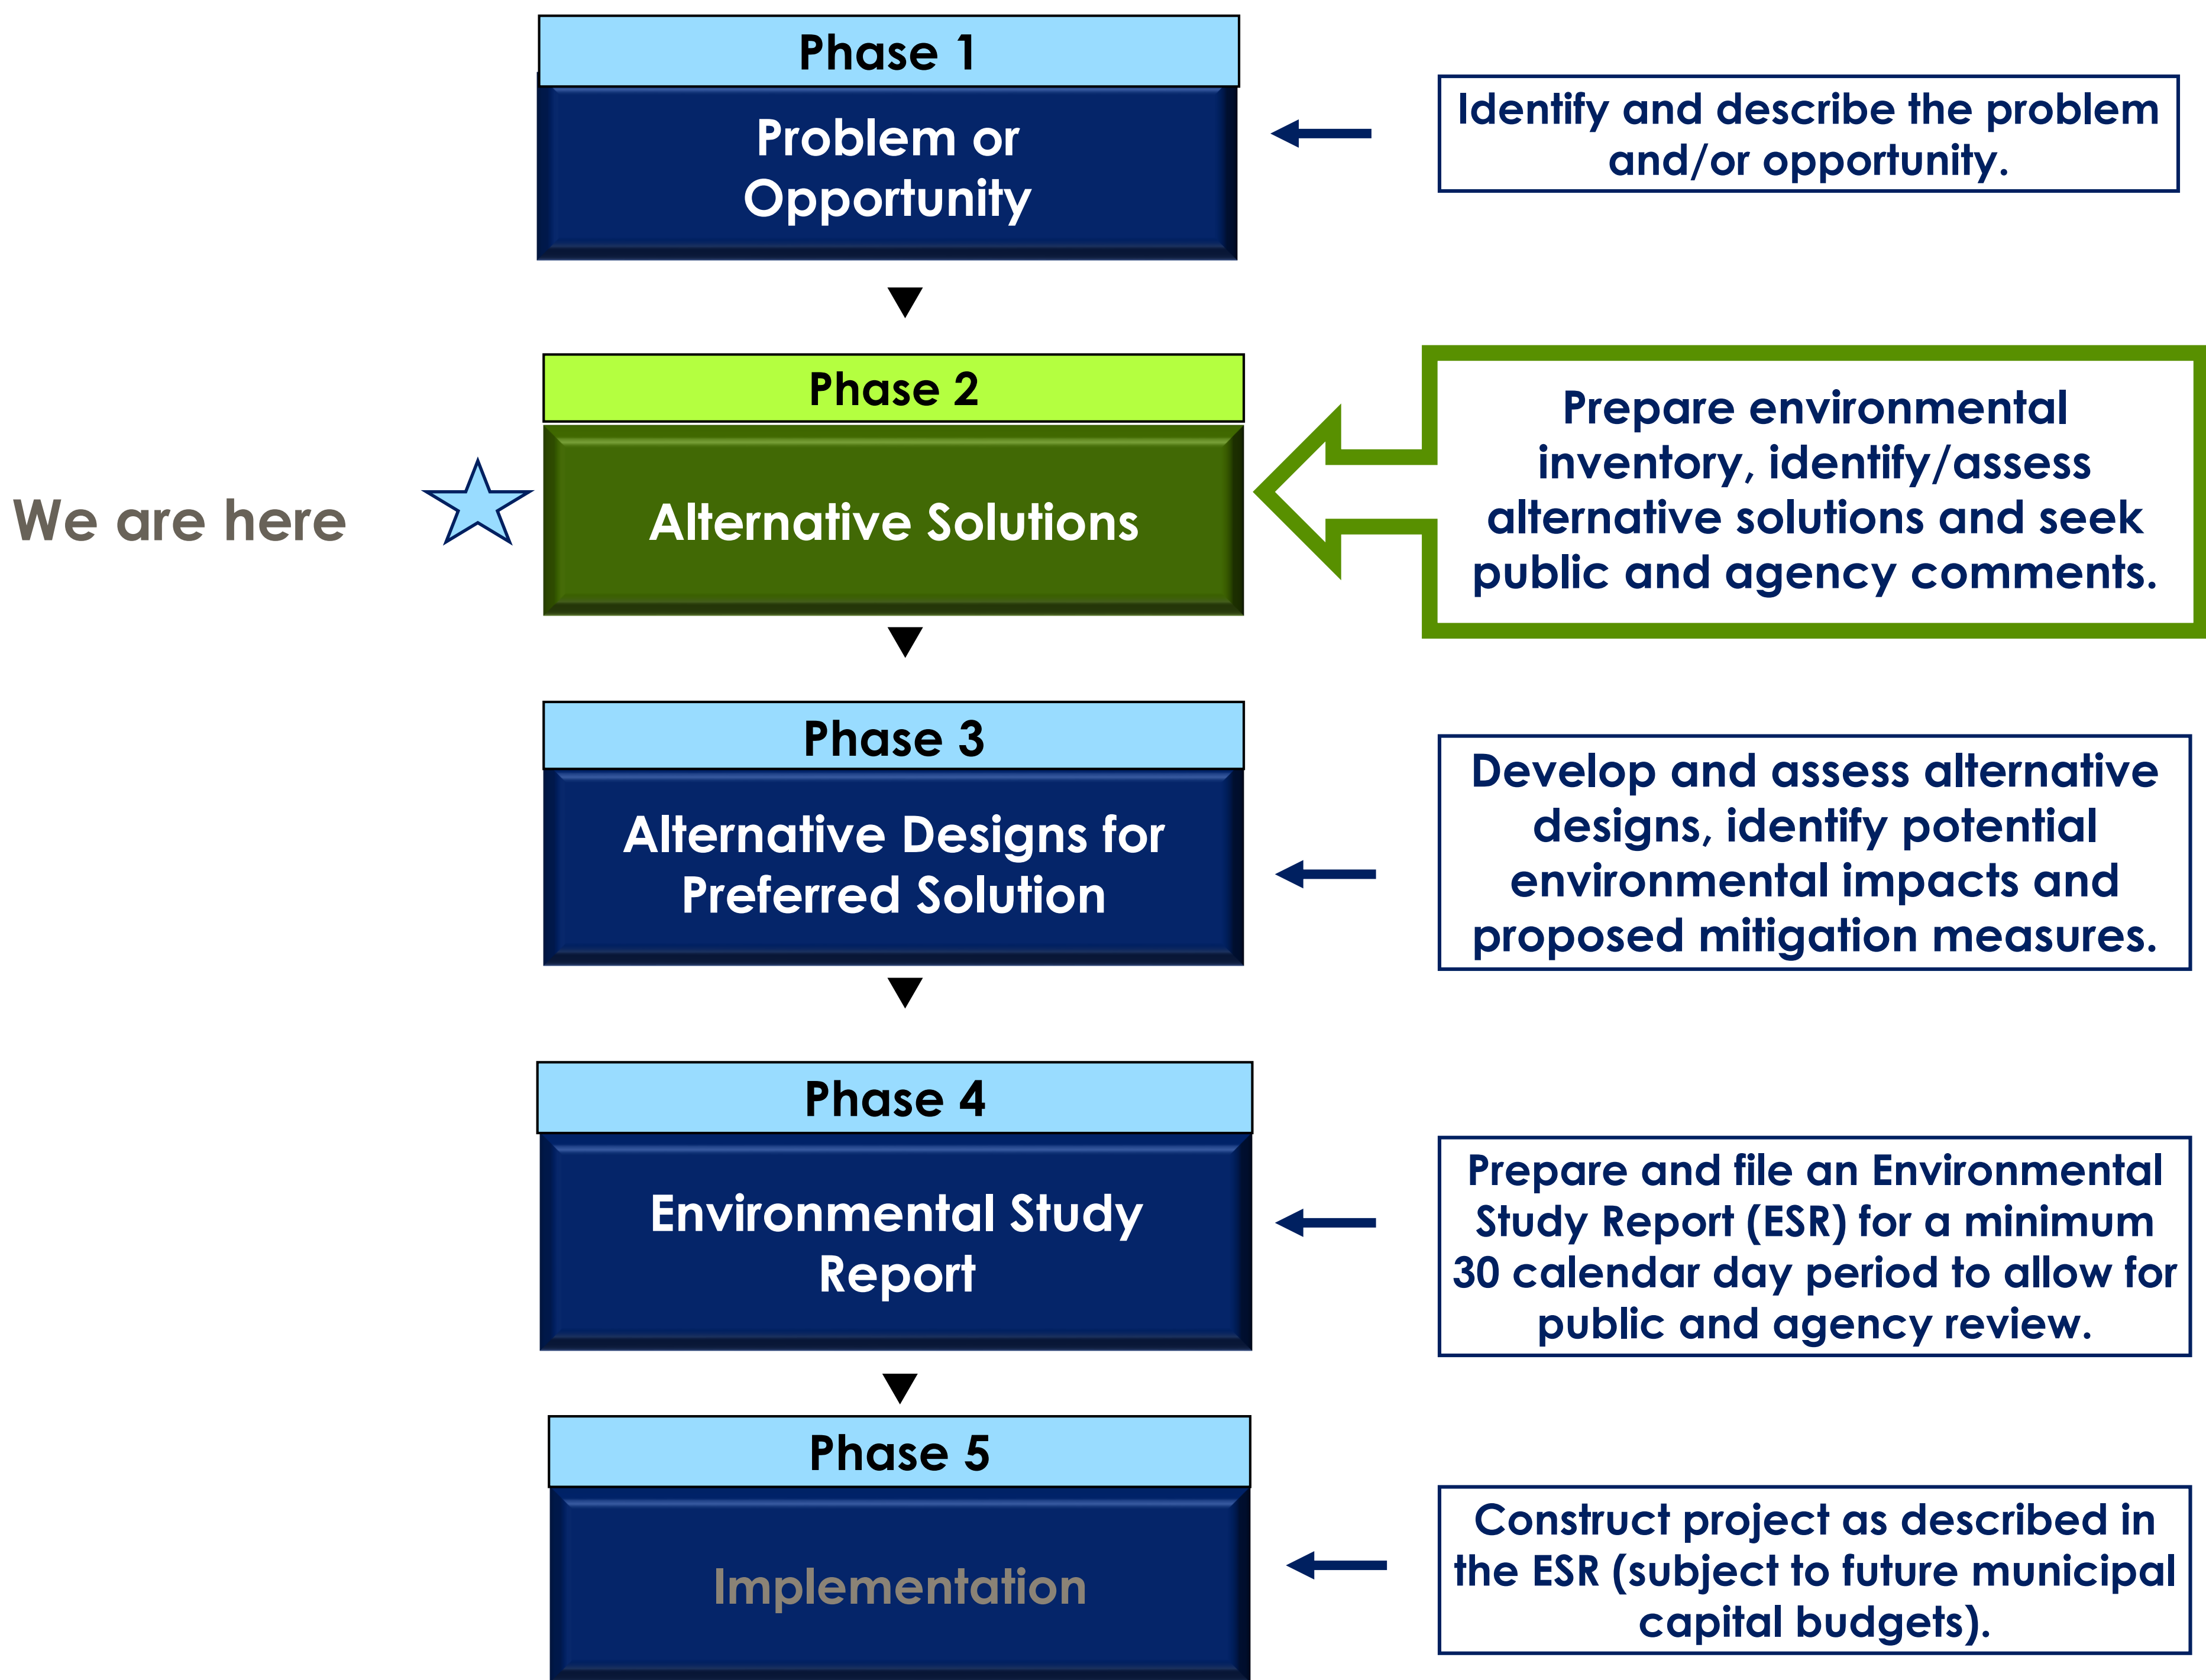 Phase 1
Problem or
Opportunity
Identify and describe the problem
and/or opportunity.
Phase 2
We are here
Alternative Solutions
Prepare environmental
inventory, identify/assess
alternative solutions and seek
public and agency comments.
Phase 3
Alternative Designs for
Preferred Solution
Develop and assess alternative
designs, identify potential
environmental impacts and
proposed mitigation measures.
Phase 4
Environmental Study
Report
Prepare and file an Environmental
Study Report (ESR) for a minimum
30 calendar day period to allow for
public and agency review.
Phase 5
Implementation
Construct project as described in
the ESR (subject to future municipal
capital budgets).